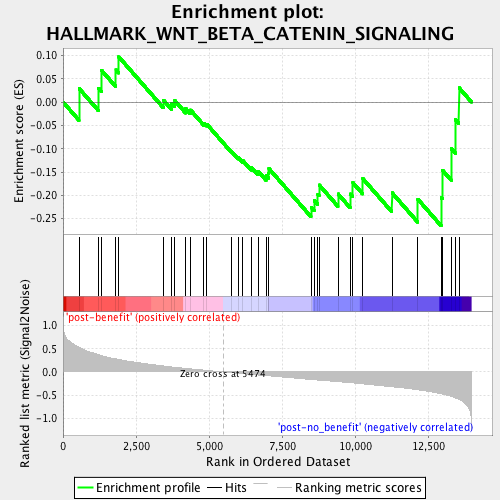 Enrichment plot:
HALLMARK_WNT_BETA_CATENIN_SIGNALING
Enrichment score (ES)
0.10
0.05
0.00
-0.05
-0.10
-0.15
-0.20
-0.25
Ranked list metric (Signal2Noise)
1.0
0.5
0.0
-0.5
-1.0
'post-benefit' (positively correlated)
Zero cross at 5474
'post-no_benefit' (negatively correlated)
0
2,500
5,000
7,500
10,000
12,500
Rank in Ordered Dataset
Enrichment profile
Hits
Ranking metric scores